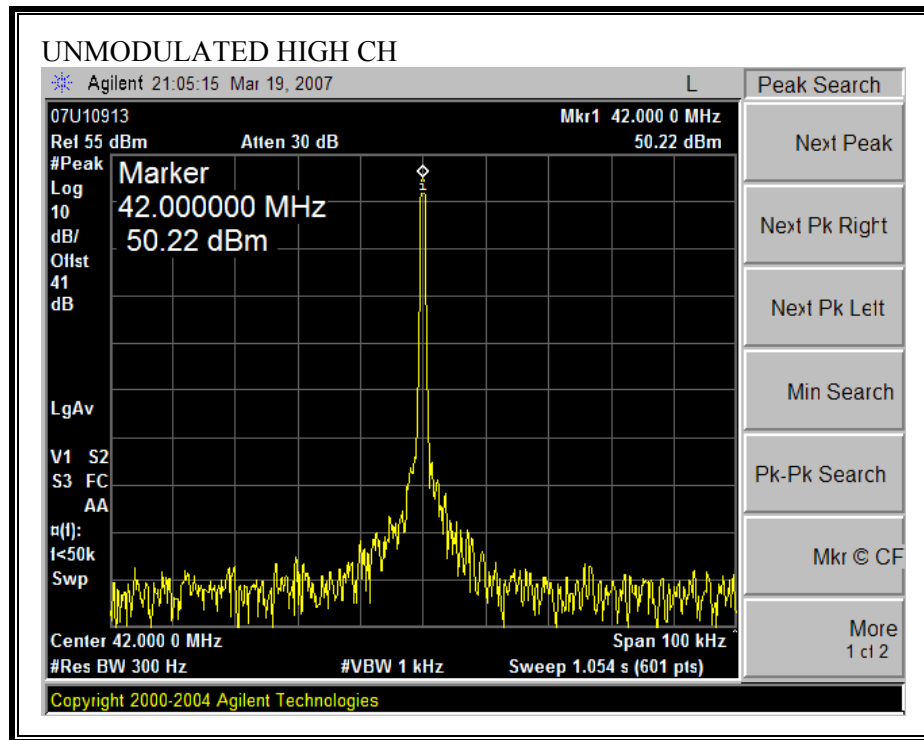 UNMODULATED HIGH CH
Agilent 21:05:15 Mar 19, 2007 L
Peak Search
07U10913 Mkr1 42.000 0 MHz
Ref 55 dBm Atten 30 dB 50.22 dBm
#Peak
Log
10
dB/
Offst
41
dB
Marker
42.000000 MHz
50.22 dBm
1
LgAv
V1 S2
S3 FC
AA
¤(f):
f<50k
Swp
Center 42.000 0 MHz Span 100 kHz ^
#Res BW 300 Hz #VBW 1 kHz Sweep 1.054 s (601 pts)
Copyright 2000-2004 Agilent Technologies
Next Peak
Next Pk Right
Next Pk Left
Min Search
Pk-Pk Search
Mkr © CF
More
1 of 2